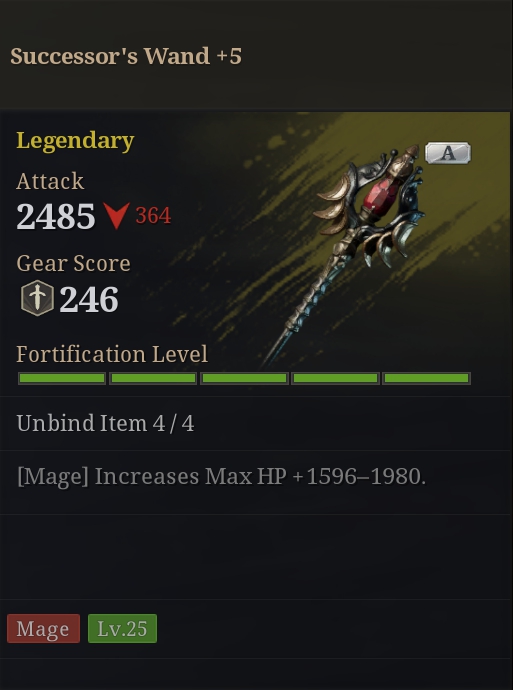 Successor's Wand +5
Legendary
A
Attack
2485 364
Gear Score
246
Fortification Level
Unbind Item 4 / 4
[Mage] Increases Max HP +1596–1980.
Mage Lv.25